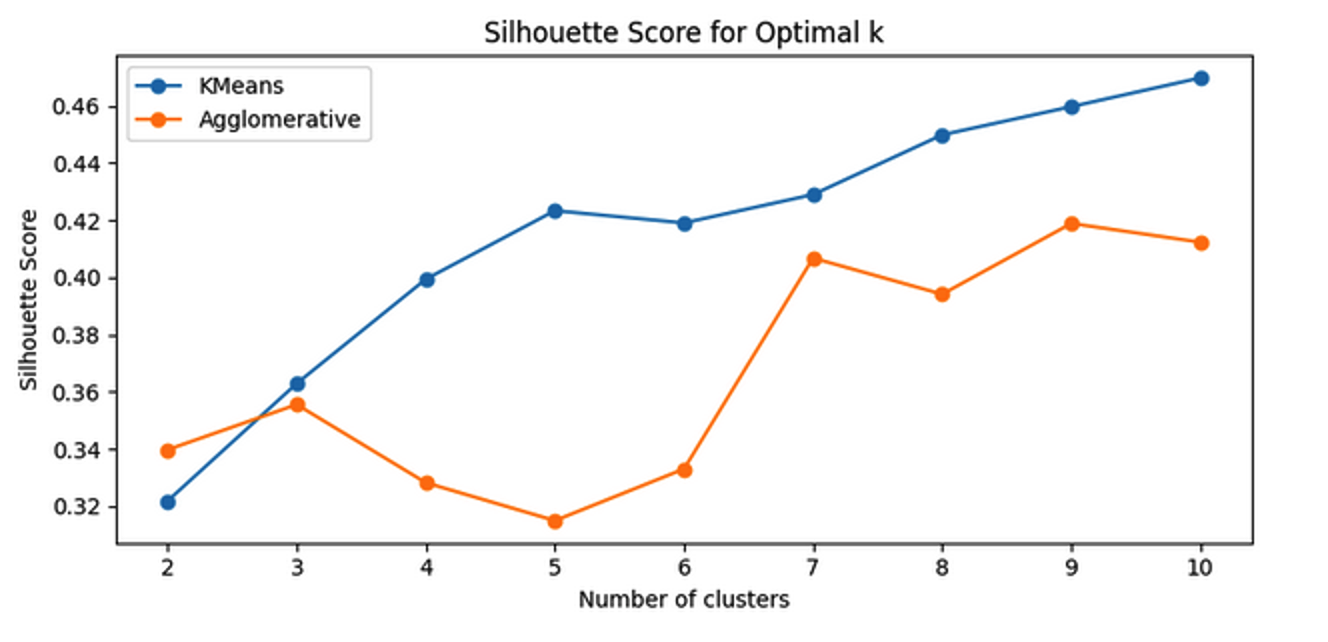 Silhouette Score for Optimal k
KMeans
Agglomerative
0.46
0.44
0.42
0.40
0.38
0.36
0.34
0.32
Silhouette Score
2 3 4 5 6 7 8 9 10
Number of clusters